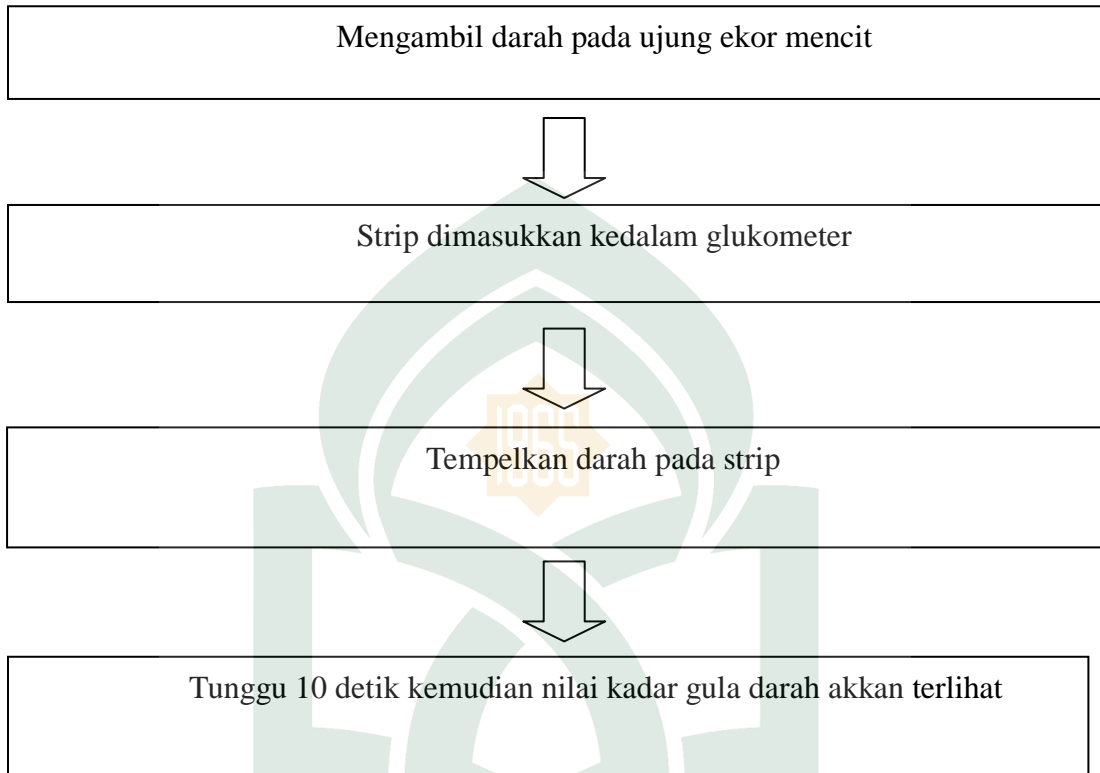 Mengambil darah pada ujung ekor mencit
Strip dimasukkan kedalam glukometer
1965
Tempelkan darah pada strip
Tunggu 10 detik kemudian nilai kadar gula darah akkan terlihat